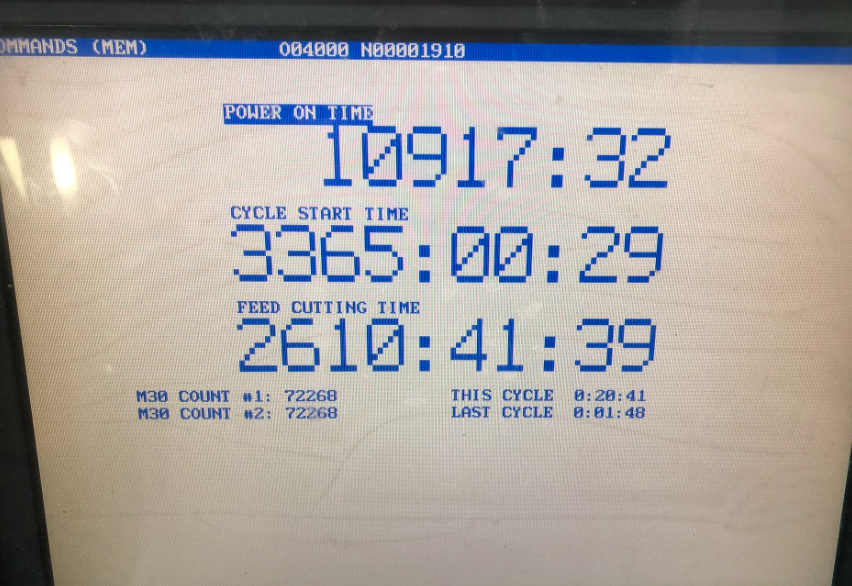 OMMANDS (MEM) O04000 N00001910
POWER ON TIME
10917:32
CYCLE START TIME
3365:00:29
FEED CUTTING TIME
2610:41:39
M30 COUNT #1: 72268 THIS CYCLE 0:20:41
M30 COUNT #2: 72268 LAST CYCLE 0:01:48